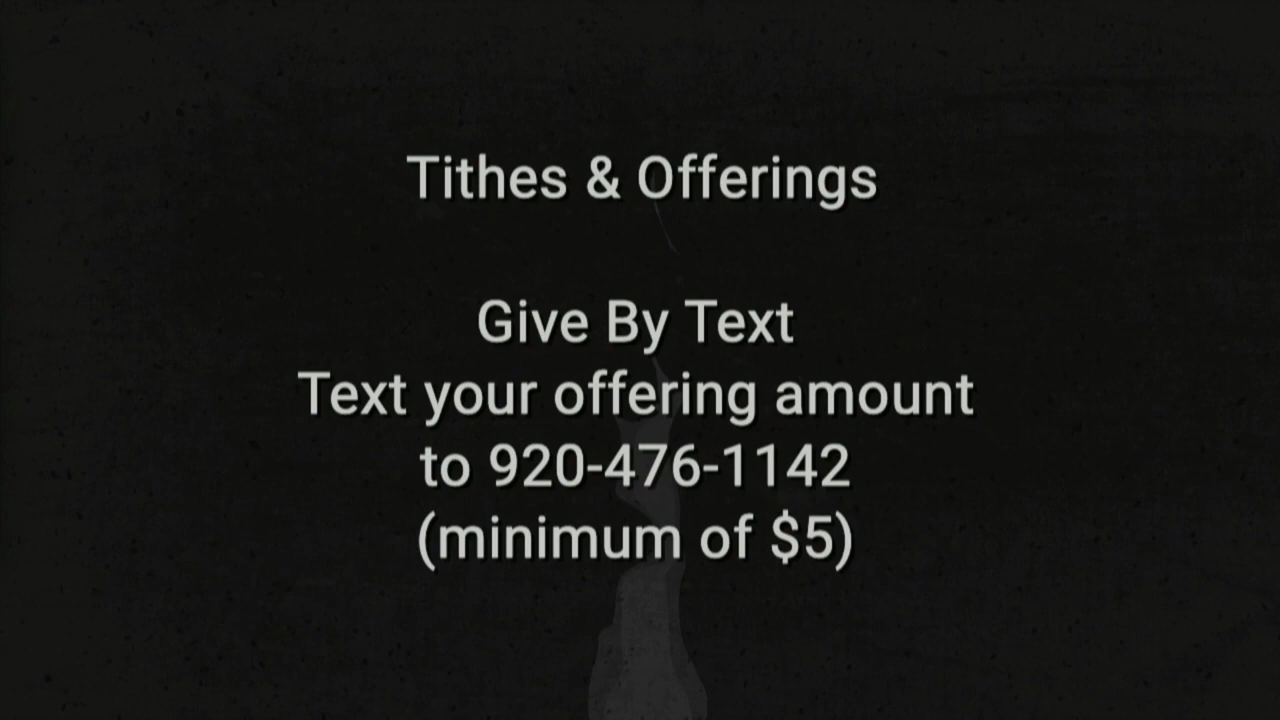 Tithes & Offerings
Give By Text
Text your offering amount
to 920-476-1142
(minimum of $5)